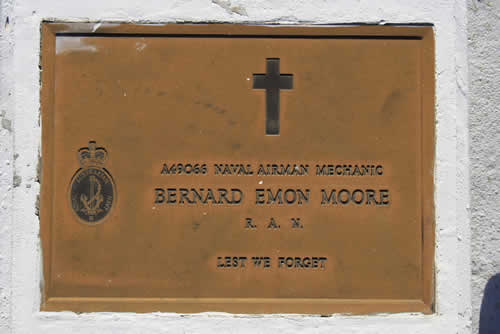 A49066 NAVAL AIRMAN MECHANIC
BERNARD EMON MOORE
R. A. N.
LEST WE FORGET